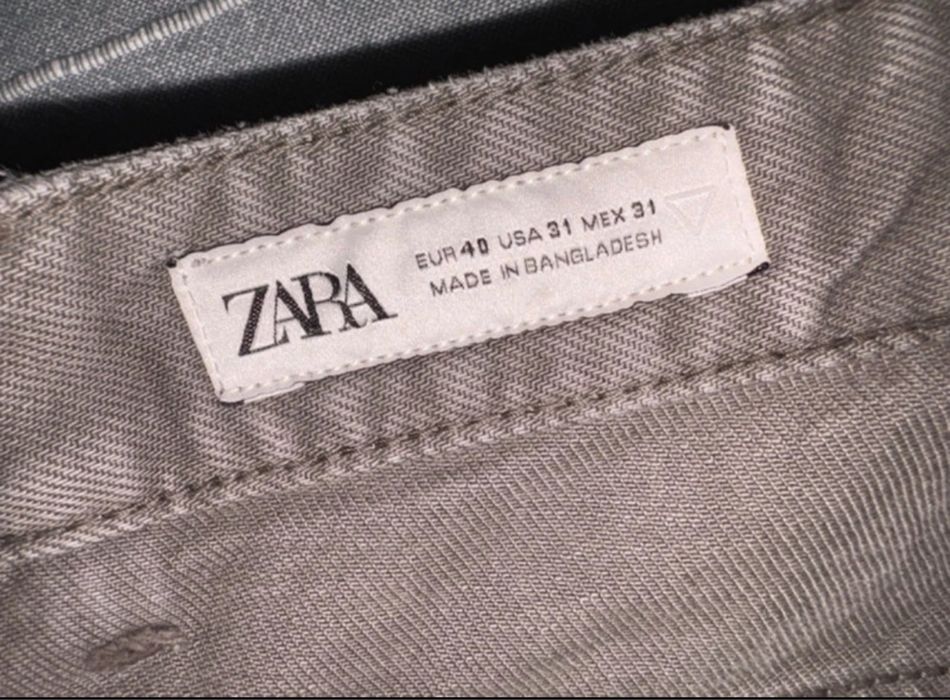 ZARA
EUR 40 USA 31 MEX 31
MADE IN BANGLADESH